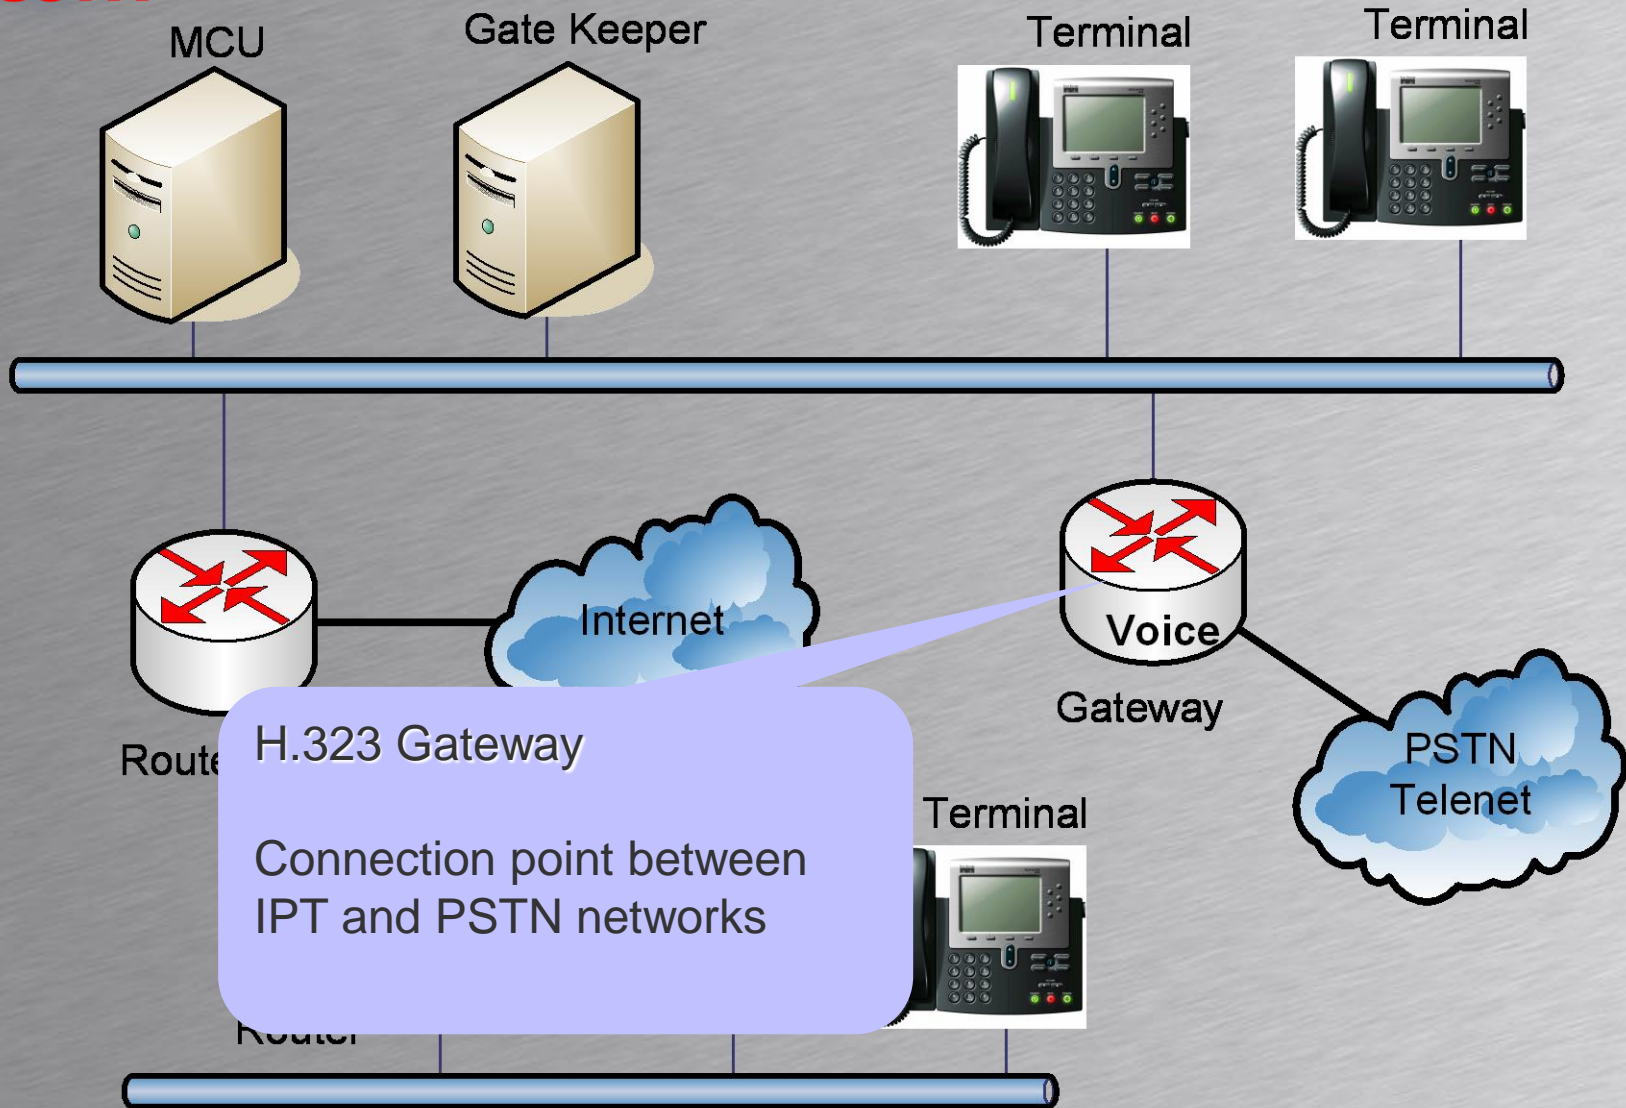 MCU
Gate Keeper
Terminal
Terminal
Internet
Voice
Gateway
PSTN
Telenet
H.323 Gateway
Connection point between
IPT and PSTN networks
Terminal
Router